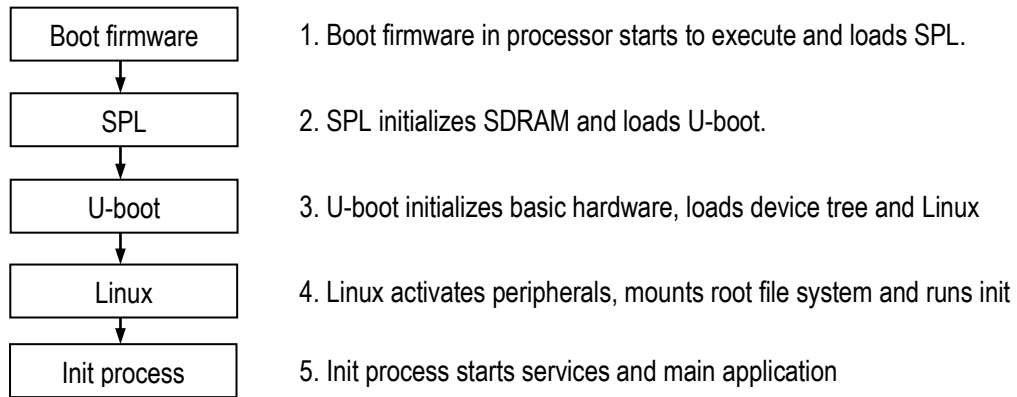 Boot firmware 1. Boot firmware in processor starts to execute and loads SPL.
SPL 2. SPL initializes SDRAM and loads U-boot.
U-boot 3. U-boot initializes basic hardware, loads device tree and Linux
Linux 4. Linux activates peripherals, mounts root file system and runs init
Init process 5. Init process starts services and main application